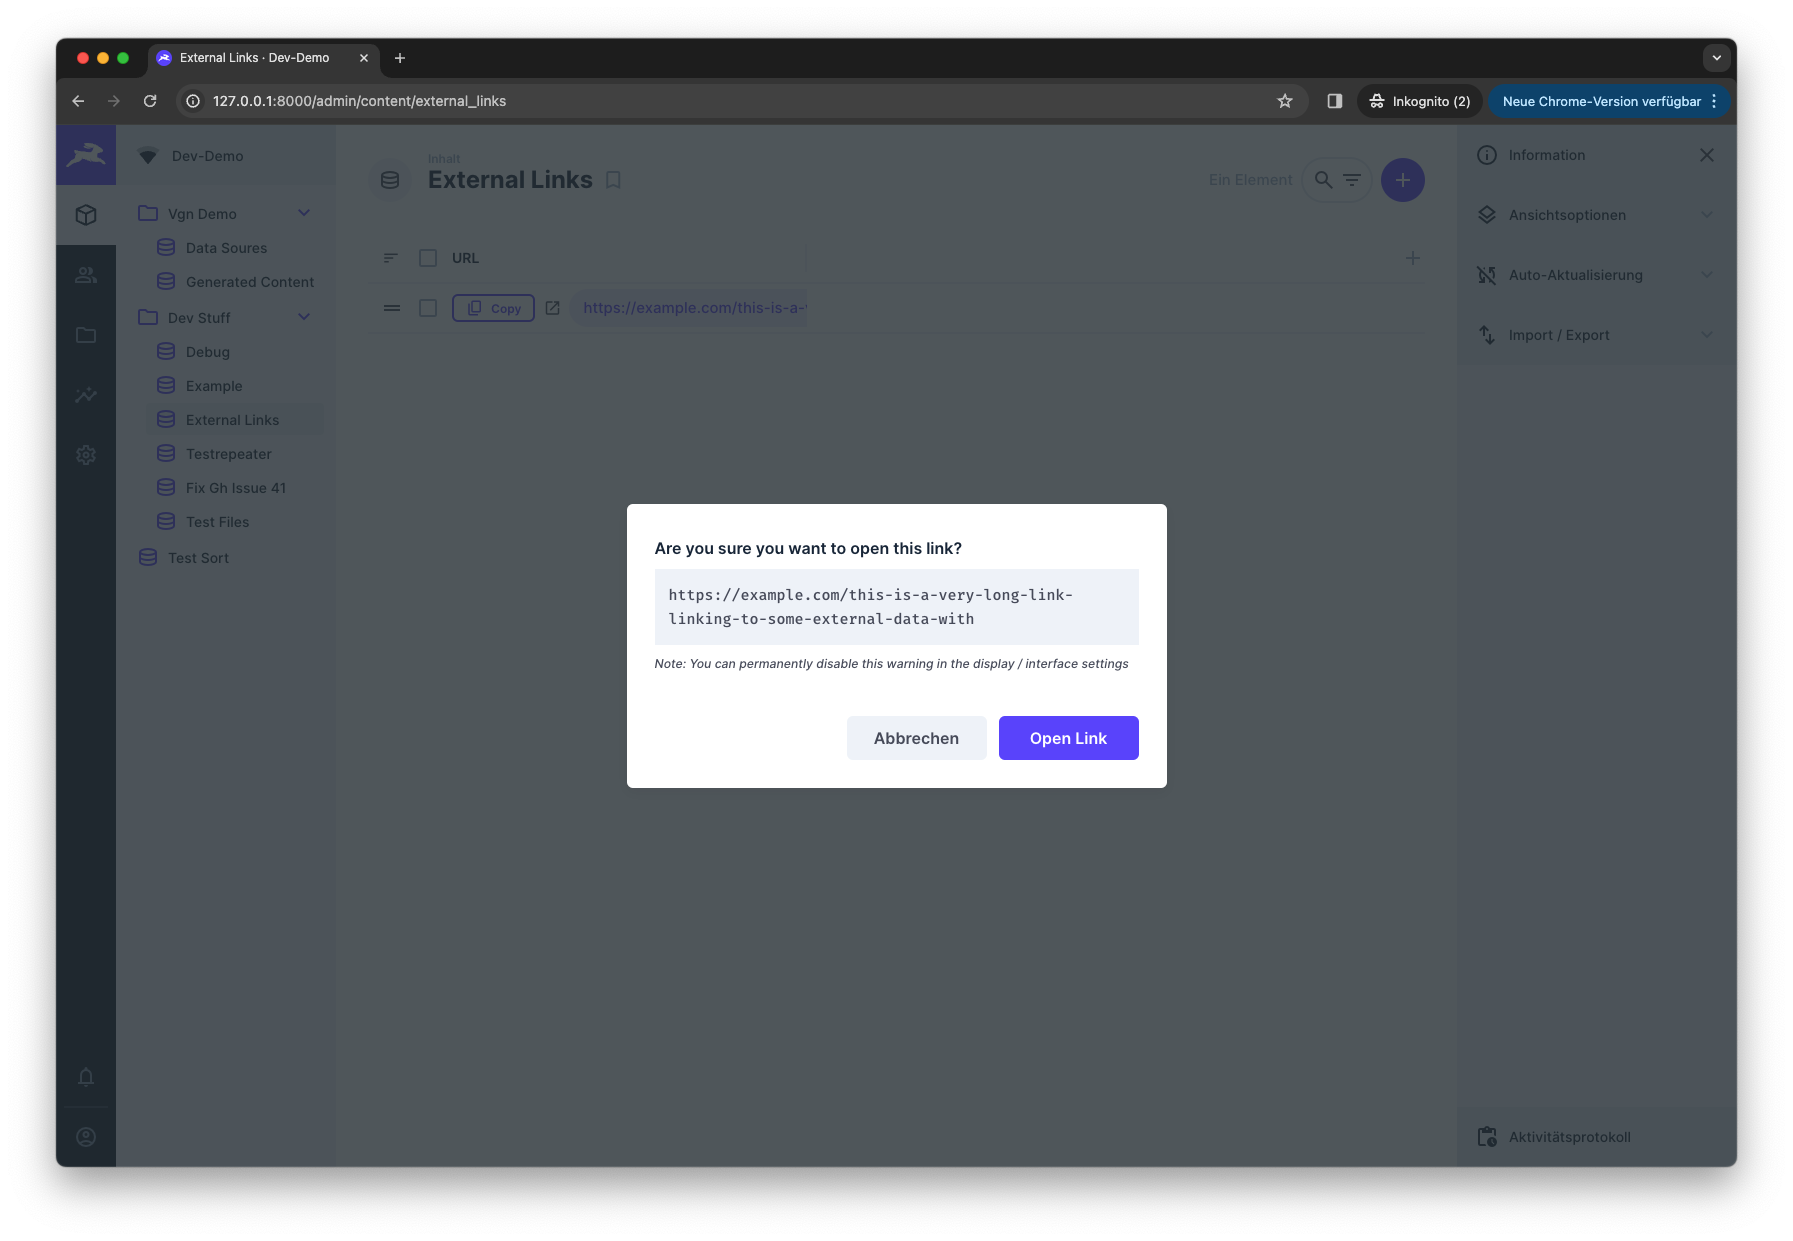 External Links · Dev-Demo
127.0.0.1:8000/admin/content/external_links
Inkognito (2)
Neue Chrome-Version verfügbar
Dev-Demo
Vgn Demo
Data Soures
Generated Content
Dev Stuff
Debug
Example
External Links
Testrepeater
Fix Gh Issue 41
Test Files
Test Sort
Inhalt
External Links
Ein Element
URL
Copy
https://example.com/this-is-a-
Information
Ansichtsoptionen
Auto-Aktualisierung
Import / Export
Are you sure you want to open this link?
https://example.com/this-is-a-very-long-link-
linking-to-some-external-data-with
Note: You can permanently disable this warning in the display / interface settings
Abbrechen
Open Link
Aktivitätsprotokoll